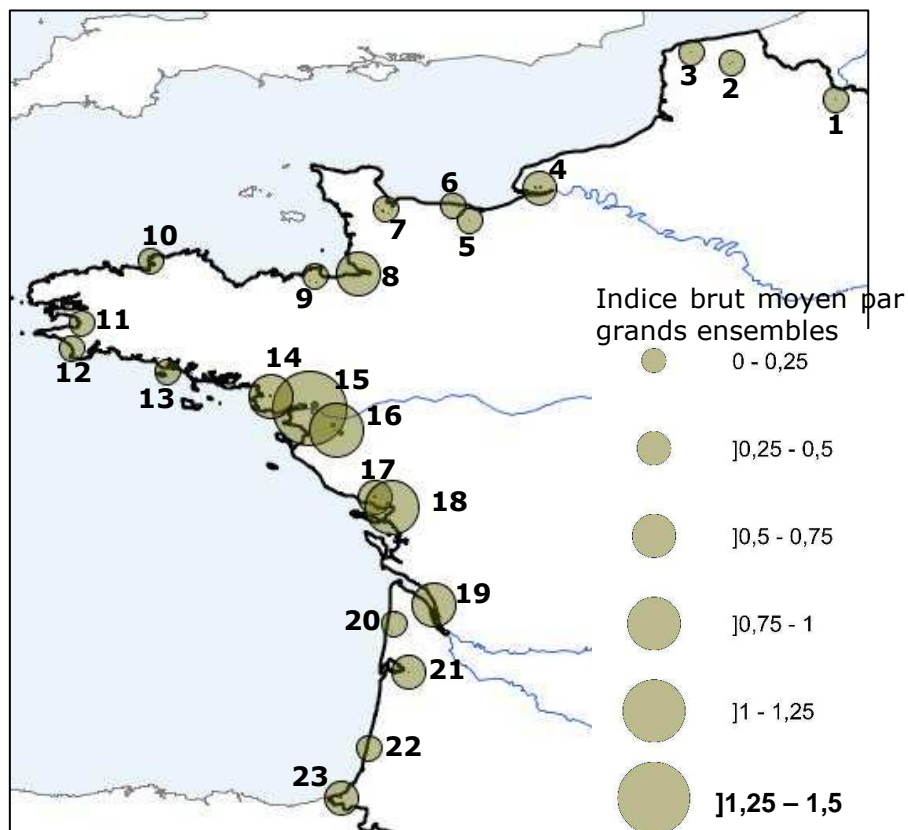 3
2
1
4
6
7
5
10
9
8
11
12
13
14
15
16
17
18
19
20
21
22
23
Indice brut moyen par
grands ensembles
0 - 0,25
]0,25 - 0,5
]0,5 - 0,75
]0,75 - 1
]1 - 1,25
]1,25 – 1,5